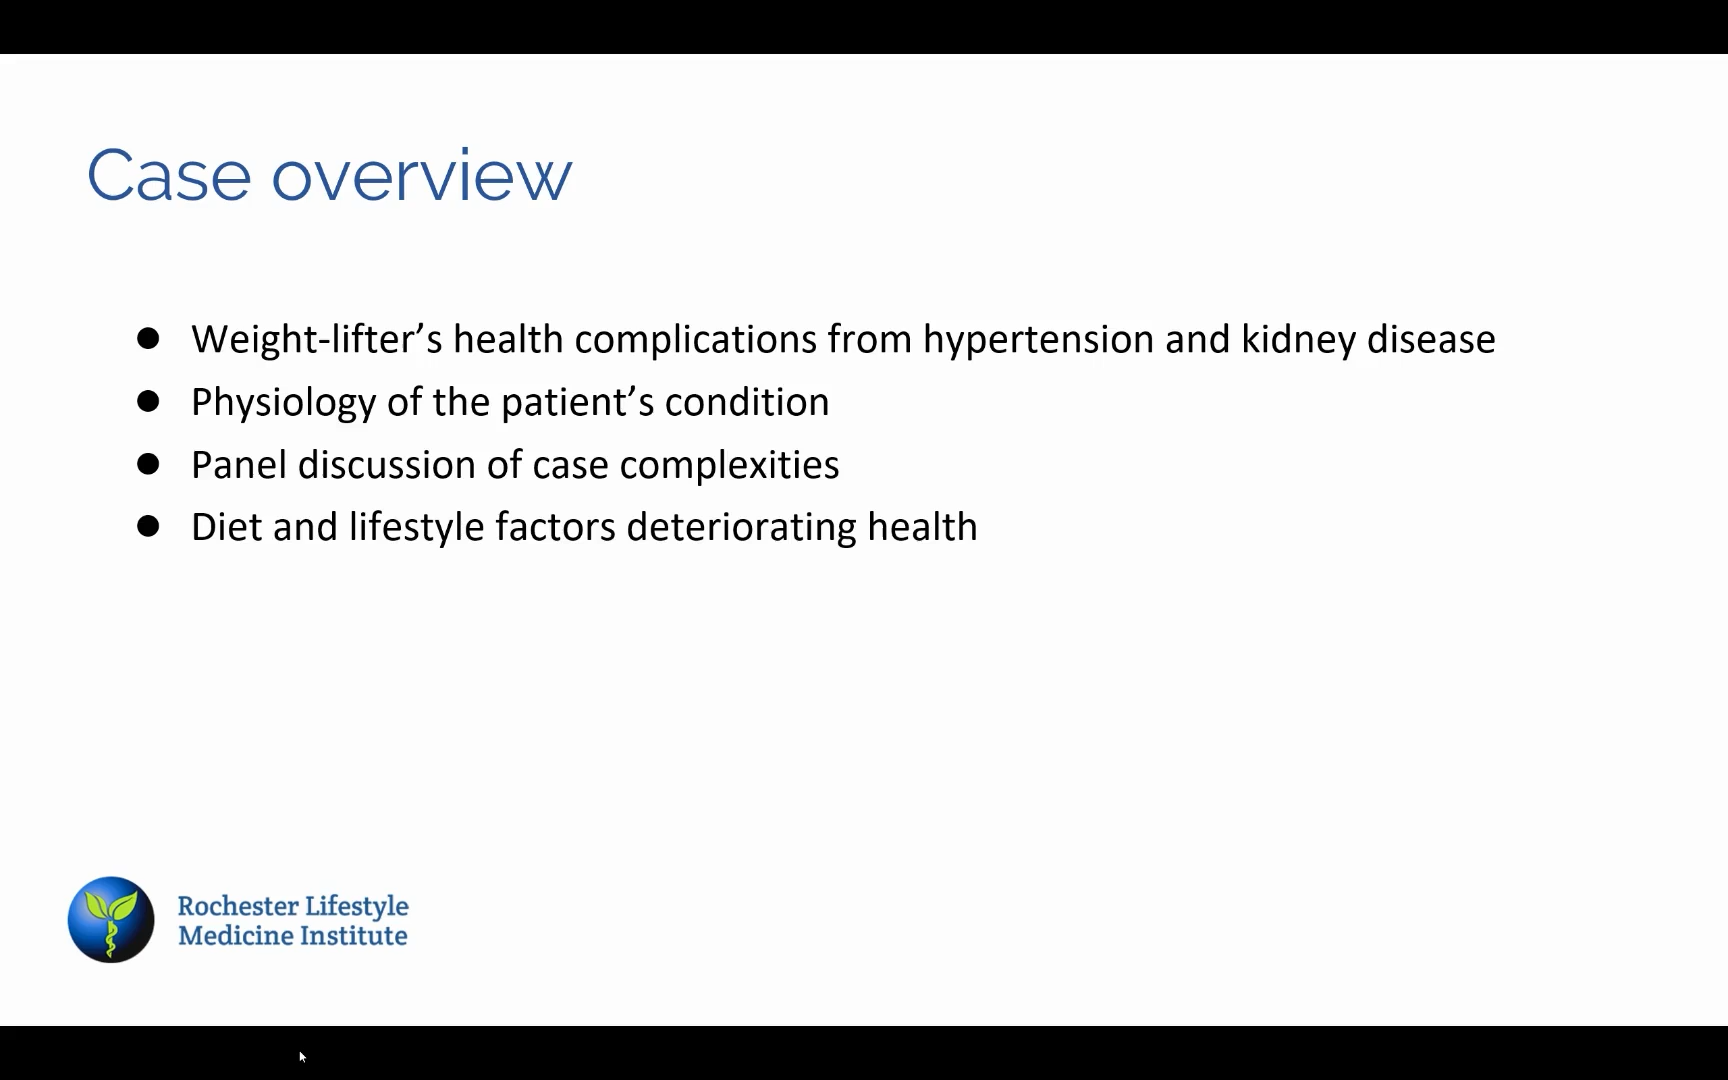 Case overview
● Weight-lifter’s health complications from hypertension and kidney disease
● Physiology of the patient’s condition
● Panel discussion of case complexities
● Diet and lifestyle factors deteriorating health
Rochester Lifestyle
Medicine Institute